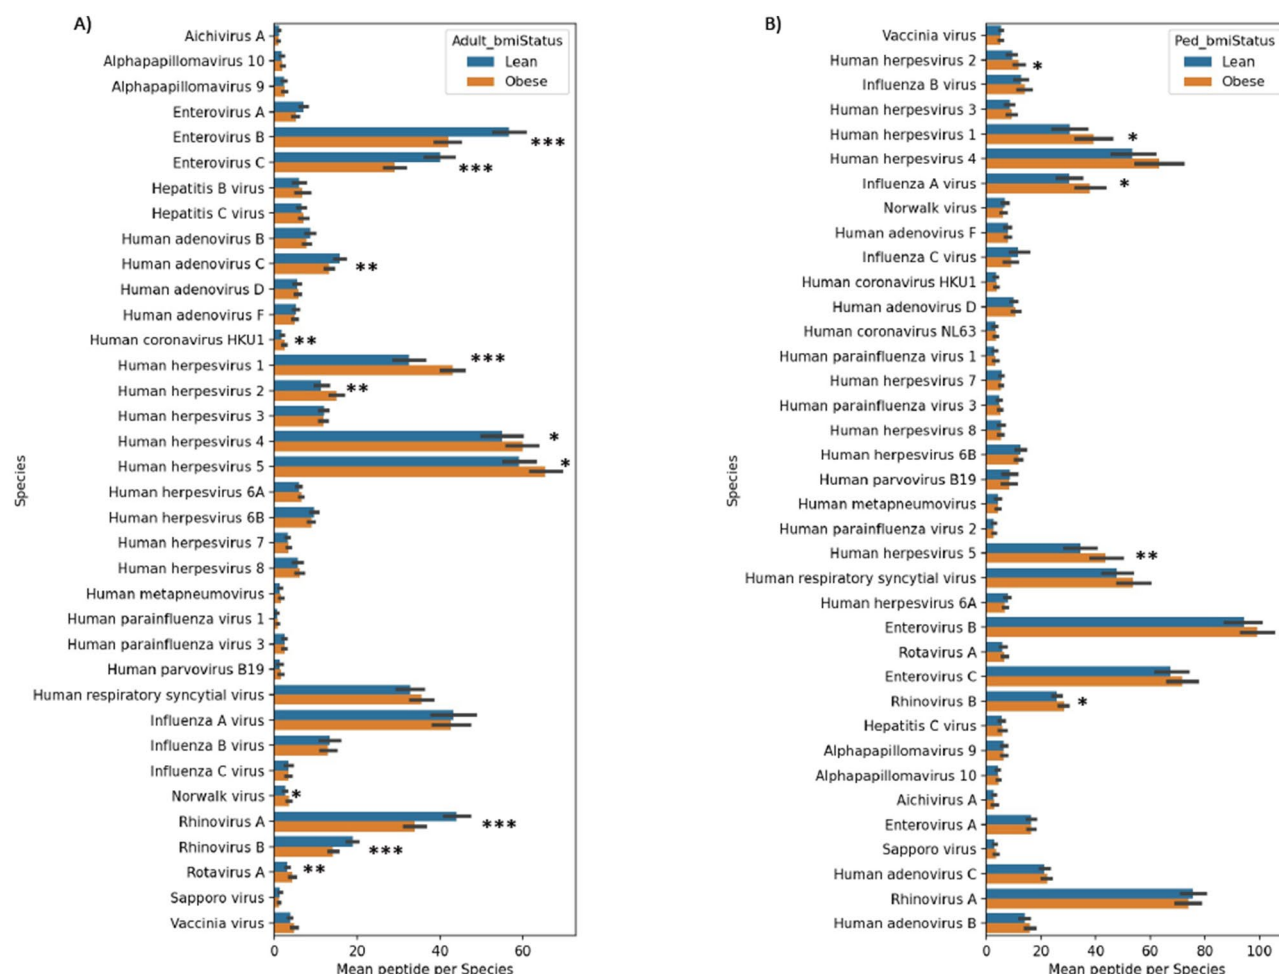 A)
Adult_bmiStatus
Lean
Obese
Species
Aichivirus A
Alphapapillomavirus 10
Alphapapillomavirus 9
Enterovirus A
Enterovirus B
***
Enterovirus C
***
Hepatitis B virus
Hepatitis C virus
Human adenovirus B
Human adenovirus C
**
Human adenovirus D
Human adenovirus F
Human coronavirus HKU1
**
Human herpesvirus 1
***
Human herpesvirus 2
**
Human herpesvirus 3
Human herpesvirus 4
*
Human herpesvirus 5
*
Human herpesvirus 6A
Human herpesvirus 6B
Human herpesvirus 7
Human herpesvirus 8
Human metapneumovirus
Human parainfluenza virus 1
Human parainfluenza virus 3
Human parvovirus B19
Human respiratory syncytial virus
Influenza A virus
Influenza B virus
Influenza C virus
Norwalk virus
*
Rhinovirus A
***
Rhinovirus B
***
Rotavirus A
**
Sapporo virus
Vaccinia virus
0 20 40 60
Mean peptide per Species
B)
Ped_bmiStatus
Lean
Obese
Species
Vaccinia virus
Human herpesvirus 2
*
Influenza B virus
Human herpesvirus 3
Human herpesvirus 1
*
Human herpesvirus 4
Influenza A virus
*
Norwalk virus
Human adenovirus F
Influenza C virus
Human coronavirus HKU1
Human adenovirus D
Human coronavirus NL63
Human parainfluenza virus 1
Human herpesvirus 7
Human parainfluenza virus 3
Human herpesvirus 8
Human herpesvirus 6B
Human parvovirus B19
Human metapneumovirus
Human parainfluenza virus 2
Human herpesvirus 5
**
Human respiratory syncytial virus
Human herpesvirus 6A
Enterovirus B
Rotavirus A
Enterovirus C
Rhinovirus B
*
Hepatitis C virus
Alphapapillomavirus 9
Alphapapillomavirus 10
Aichivirus A
Enterovirus A
Sapporo virus
Human adenovirus C
Rhinovirus A
Human adenovirus B
0 20 40 60 80 100
Mean peptide per Species